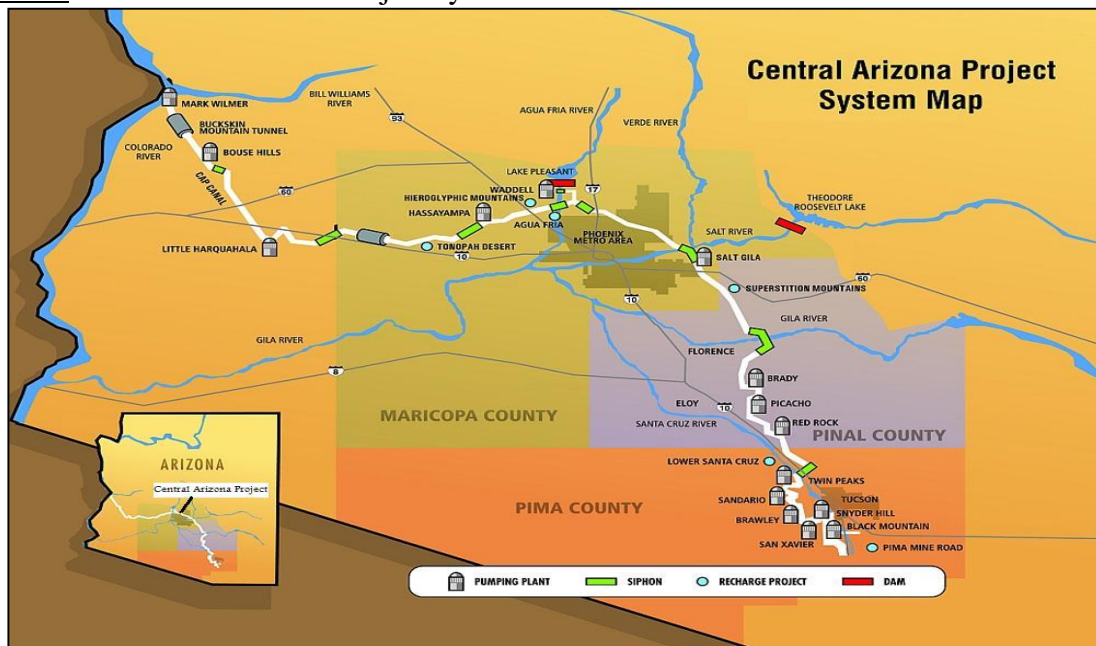 Central Arizona Project
System Map
MARK WILMER
BUCKSKIN
MOUNTAIN TUNNEL
COLORADO
RIVER
BOUSE HILLS
CAP CANAL
60
LITTLE HARQUAHALA
BILL WILLIAMS
RIVER
93
AGUA FRIA RIVER
VERDE RIVER
LAKE PLEASANT
WADDELL
17
HIEROGLYPHIC MOUNTAINS
HASSAYAMPA
AGUA FRIA
PHOENIX
METRO AREA
TONOPAH DESERT
10
THEODORE
ROOSEVELT LAKE
SALT RIVER
SALT GILA
60
SUPERSTITION MOUNTAINS
10
GILA RIVER
GILA RIVER
FLORENCE
8
BRADY
ELOY
10
PICACHO
SANTA CRUZ RIVER
RED ROCK
MARICOPA COUNTY
PINAL COUNTY
LOWER SANTA CRUZ
TWIN PEAKS
SANDARIO
TUCSON
SNYDER HILL
BRAWLEY
BLACK MOUNTAIN
SAN XAVIER
PIMA MINE ROAD
PIMA COUNTY
ARIZONA
Central Arizona Project
PUMPING PLANT
SIPHON
RECHARGE PROJECT
DAM